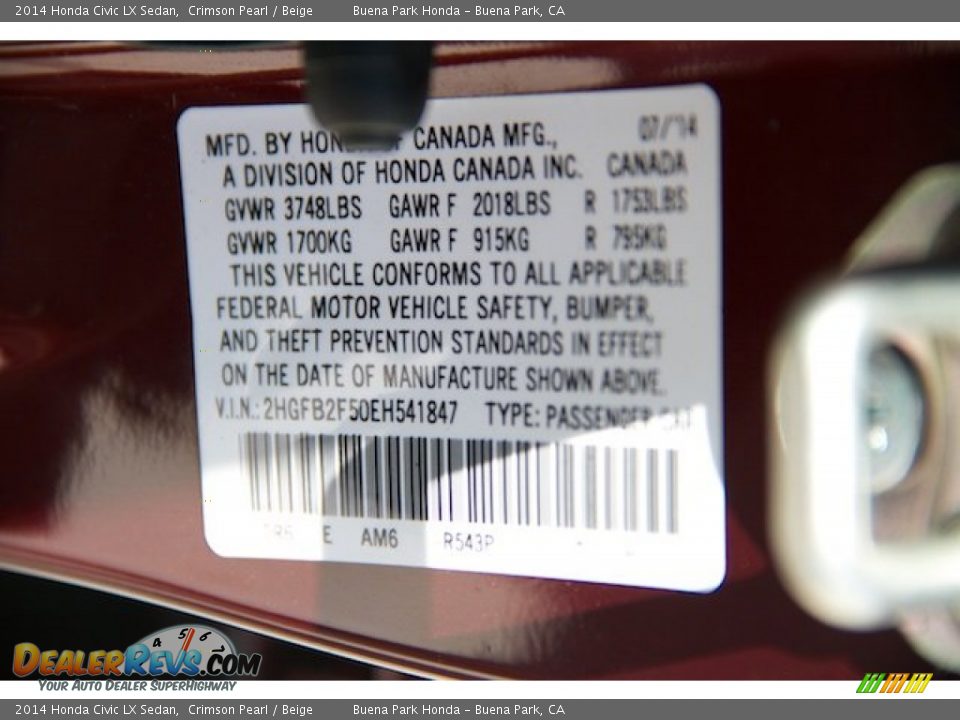 2014 Honda Civic LX Sedan, Crimson Pearl / Beige Buena Park Honda – Buena Park, CA
MFD. BY OF CANADA MFG., 07/14
A DIVISION OF HONDA CANADA INC. CANADA
GVWR 3748LBS GAWR F 2018LBS R 1753LBS
GVWR 1700KG GAWR F 915KG R 795KG
THIS VEHICLE CONFORMS TO ALL APPLICABLE
FEDERAL MOTOR VEHICLE SAFETY, BUMPER,
AND THEFT PREVENTION STANDARDS IN EFFECT
ON THE DATE OF MANUFACTURE SHOWN ABOVE.
V.I.N.: 2HGFB2F50EH541847 TYPE: PASSENGER
E AM6 R543P
4 5 6
DealerRevs.com
Your Auto Dealer SuperHighway
2014 Honda Civic LX Sedan, Crimson Pearl / Beige Buena Park Honda – Buena Park, CA